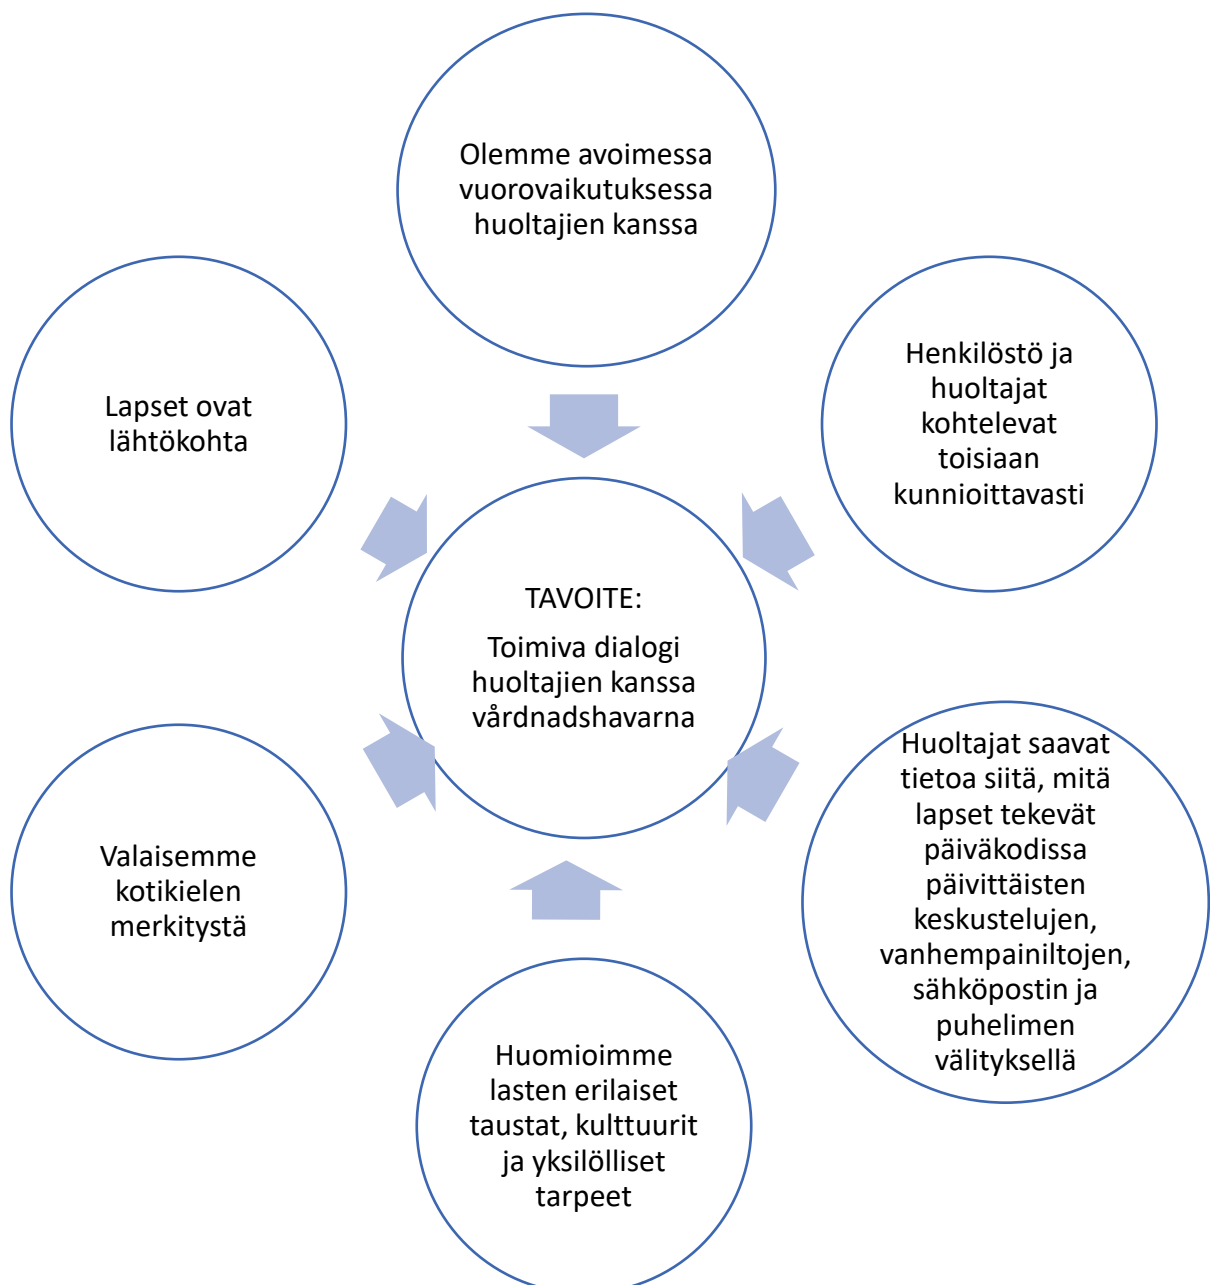 Olemme avoimessa
vuorovaikutuksessa
huoltajien kanssa
Henkilöstö ja
huoltajat
kohtelevat
toisiaan
kunnioittavasti
Lapset ovat
lähtökohta
TAVOITE:
Toimiva dialogi
huoltajien kanssa
vårdnadshavarna
Huoltajat saavat
tietoa siitä, mitä
lapset tekevät
päiväkodissa
päivittäisten
keskustelujen,
vanhempainiltojen,
sähköpostin ja
puhelimen
välityksellä
Valaisemme
kotikielen
merkitystä
Huomioimme
lasten erilaiset
taustat, kulttuurit
ja yksilölliset
tarpeet